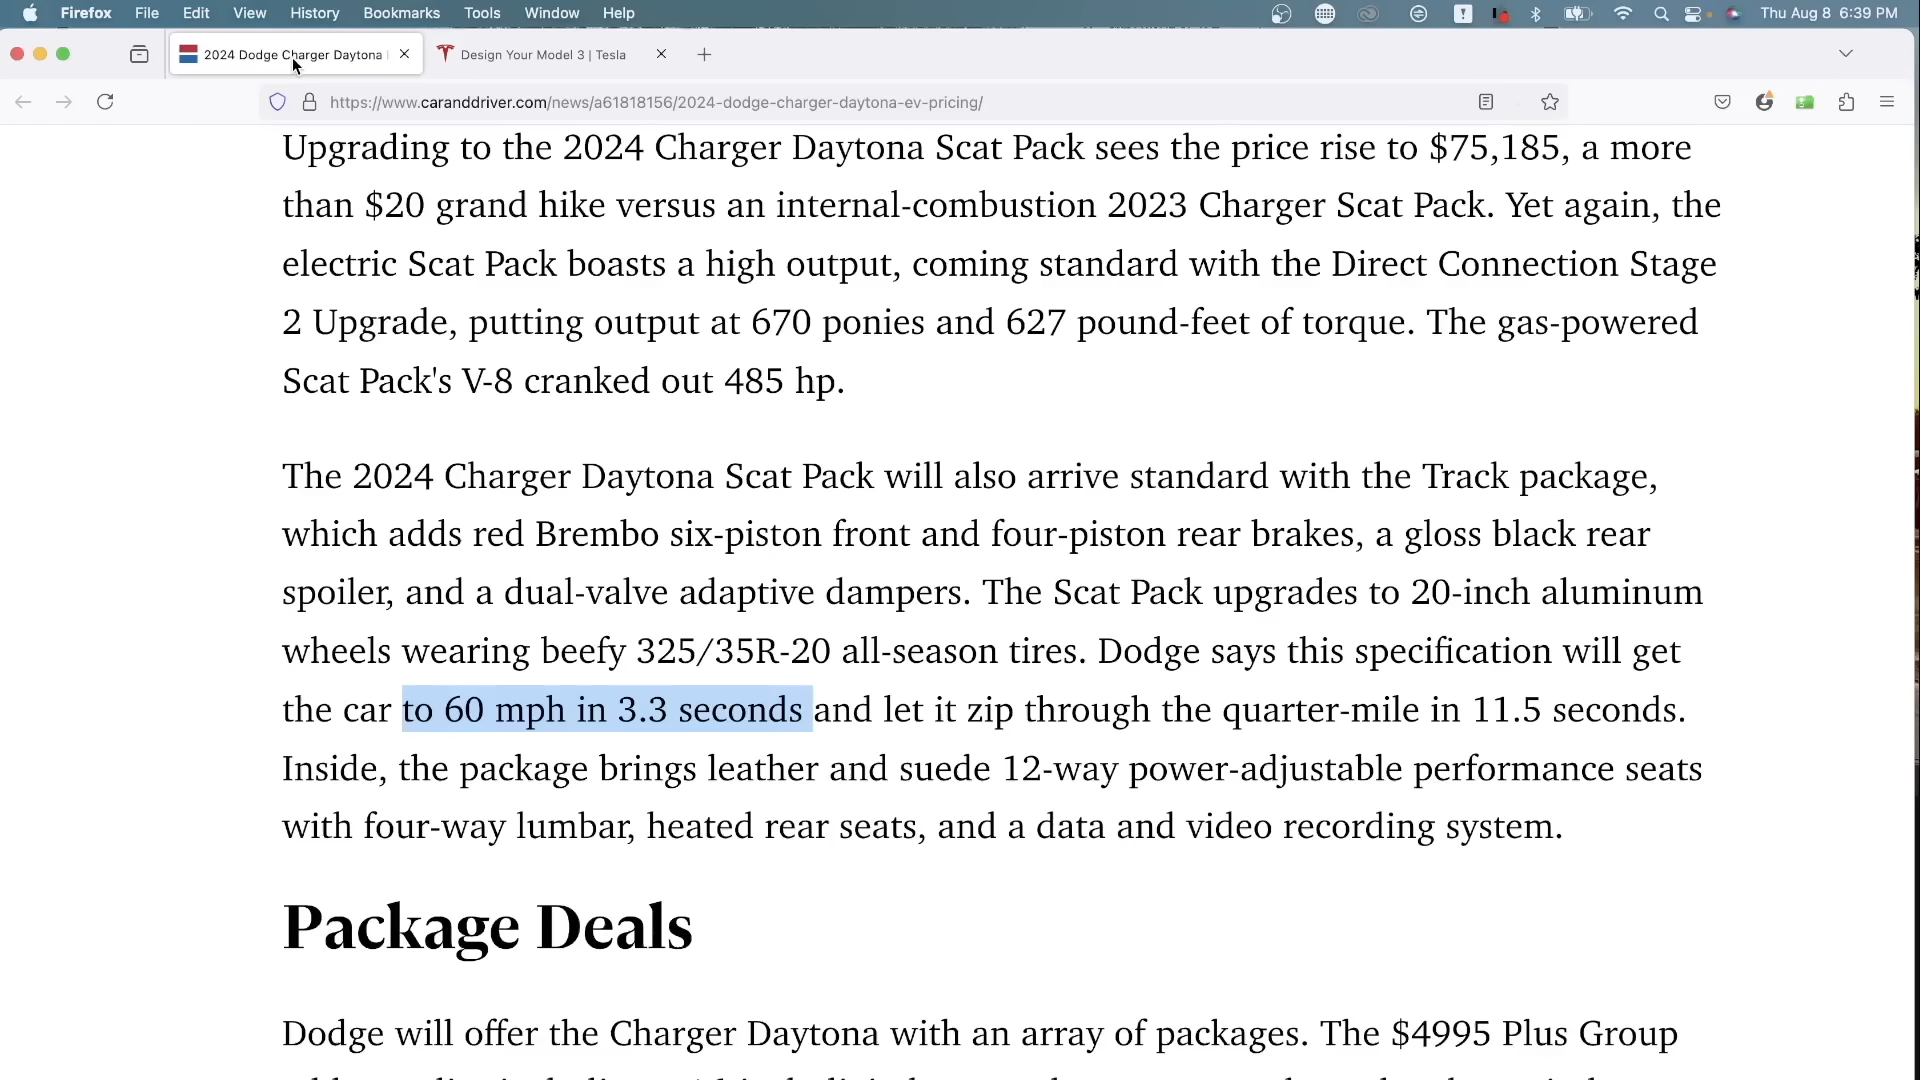 Firefox File Edit View History Bookmarks Tools Window Help Thu Aug 8 6:39 PM
2024 Dodge Charger Daytona Design Your Model 3 | Tesla
https://www.caranddriver.com/news/a61818156/2024-dodge-charger-daytona-ev-pricing/
Upgrading to the 2024 Charger Daytona Scat Pack sees the price rise to $75,185, a more
than $20 grand hike versus an internal-combustion 2023 Charger Scat Pack. Yet again, the
electric Scat Pack boasts a high output, coming standard with the Direct Connection Stage
2 Upgrade, putting output at 670 ponies and 627 pound-feet of torque. The gas-powered
Scat Pack's V-8 cranked out 485 hp.
The 2024 Charger Daytona Scat Pack will also arrive standard with the Track package,
which adds red Brembo six-piston front and four-piston rear brakes, a gloss black rear
spoiler, and a dual-valve adaptive dampers. The Scat Pack upgrades to 20-inch aluminum
wheels wearing beefy 325/35R-20 all-season tires. Dodge says this specification will get
the car to 60 mph in 3.3 seconds and let it zip through the quarter-mile in 11.5 seconds.
Inside, the package brings leather and suede 12-way power-adjustable performance seats
with four-way lumbar, heated rear seats, and a data and video recording system.
Package Deals
Dodge will offer the Charger Daytona with an array of packages. The $4995 Plus Group